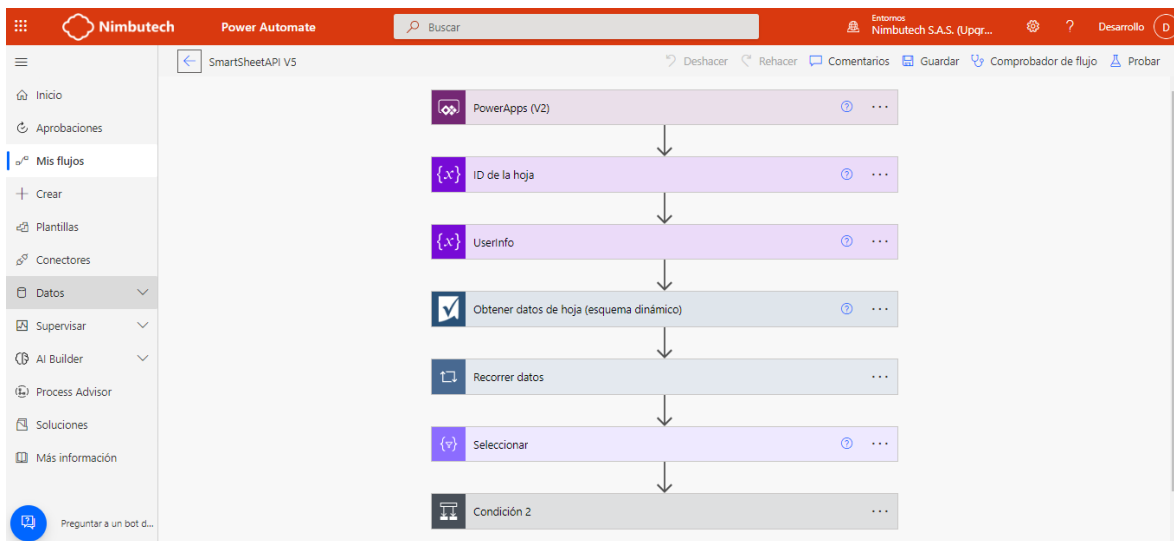 Nimbutech
Power Automate
Buscar
Entornos
Nimbutech S.A.S. (Upgr...
?
Desarrollo
D
SmartSheetAPI V5
Deshacer
Rehacer
Comentarios
Guardar
Comprobador de flujo
Probar
Inicio
Aprobaciones
Mis flujos
Crear
Plantillas
Conectores
Datos
Supervisar
AI Builder
Process Advisor
Soluciones
Más información
Preguntar a un bot d...
PowerApps (V2)
{x} ID de la hoja
{x} UserInfo
Obtener datos de hoja (esquema dinámico)
Recorrer datos
Seleccionar
Condición 2